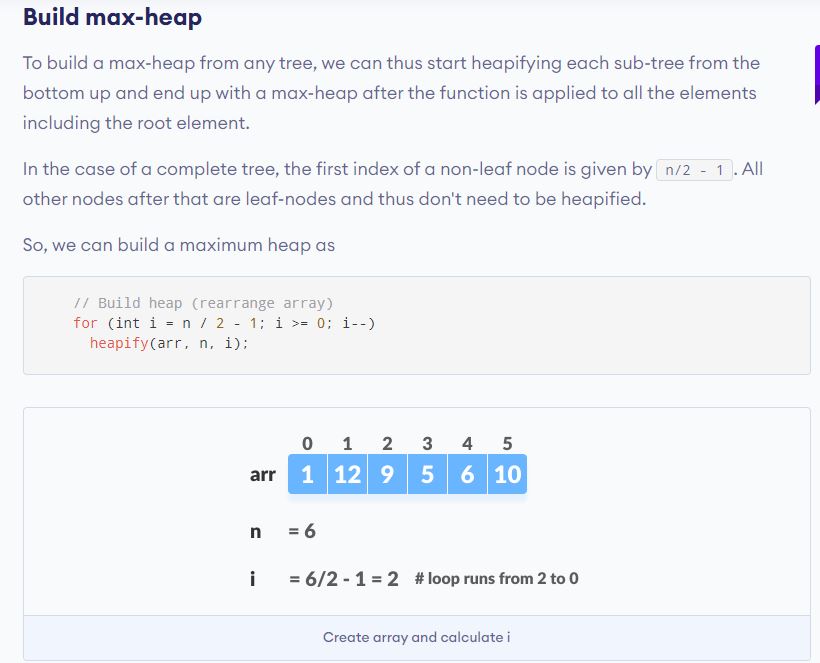 Build max-heap
To build a max-heap from any tree, we can thus start heapifying each sub-tree from the
bottom up and end up with a max-heap after the function is applied to all the elements
including the root element.
In the case of a complete tree, the first index of a non-leaf node is given by n/2 - 1. All
other nodes after that are leaf-nodes and thus don't need to be heapified.
So, we can build a maximum heap as
// Build heap (rearrange array)
for (int i = n / 2 - 1; i >= 0; i--)
heapify(arr, n, i);
0 1 2 3 4 5
arr 1 12 9 5 6 10
n = 6
i = 6/2 - 1 = 2 # loop runs from 2 to 0
Create array and calculate i